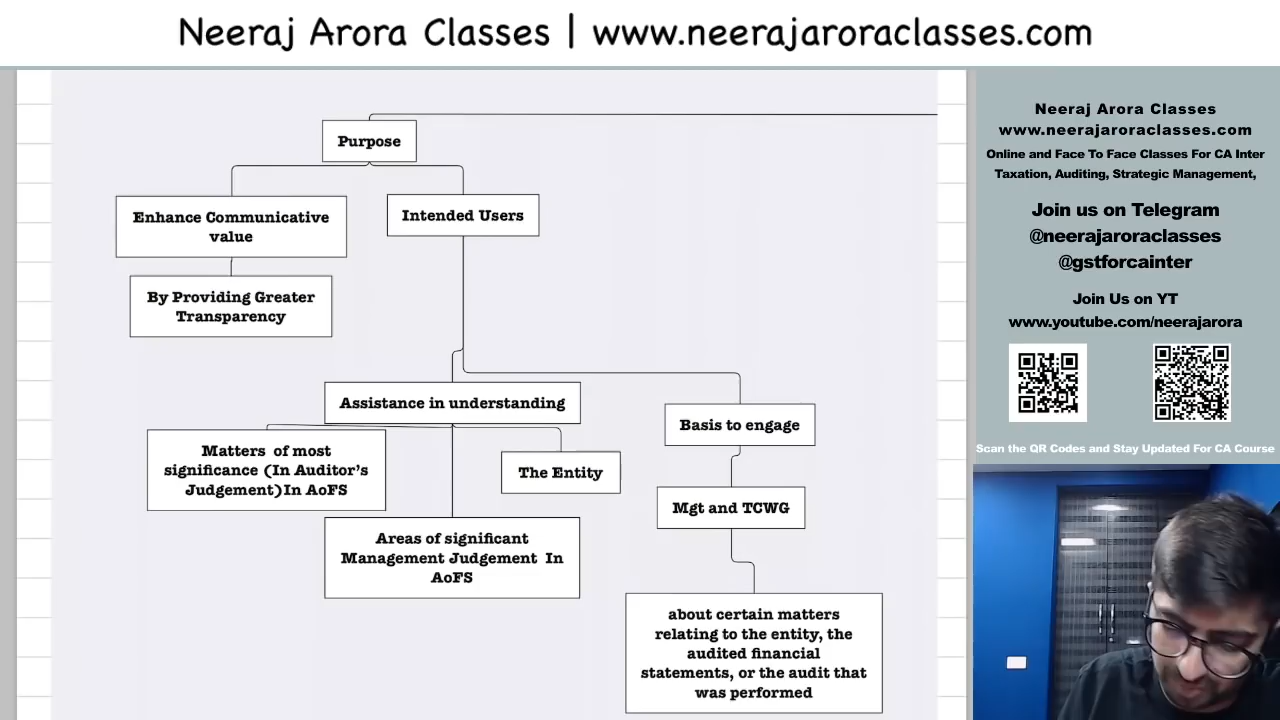 Neeraj Arora Classes | www.neerajaroraclasses.com
Purpose
Enhance Communicative
value
Intended Users
By Providing Greater
Transparency
Assistance in understanding
Basis to engage
Matters of most
significance (In Auditor's
Judgement)In AoFS
The Entity
Mgt and TCWG
Areas of significant
Management Judgement In
AoFS
about certain matters
relating to the entity, the
audited financial
statements, or the audit that
was performed
Neeraj Arora Classes
www.neerajaroraclasses.com
Online and Face To Face Classes For CA Inter
Taxation, Auditing, Strategic Management,
Join us on Telegram
@neerajaroraclasses
@gstforcainter
Join Us on YT
www.youtube.com/neerajarora
Scan the QR Codes and Stay Updated For CA Course